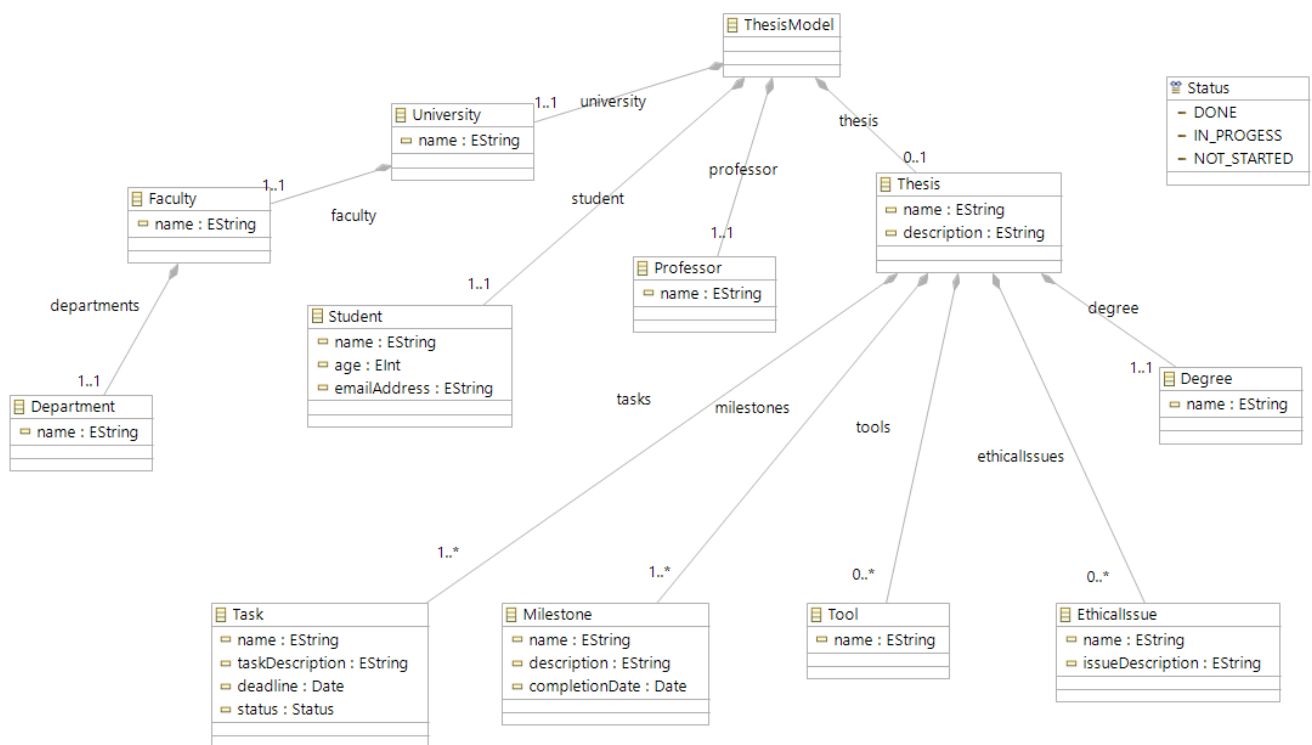 ThesisModel
university
1..1
University
name : EString
thesis
0..1
Status
DONE
IN_PROGESS
NOT_STARTED
professor
1..1
student
1..1
faculty
1..1
Faculty
name : EString
Thesis
name : EString
description : EString
Professor
name : EString
departments
1..1
Student
name : EString
age : EInt
emailAddress : EString
degree
1..1
Degree
name : EString
Department
name : EString
tasks
milestones
tools
ethicalIssues
1..*
1..*
0..*
0..*
Task
name : EString
taskDescription : EString
deadline : Date
status : Status
Milestone
name : EString
description : EString
completionDate : Date
Tool
name : EString
EthicalIssue
name : EString
issueDescription : EString